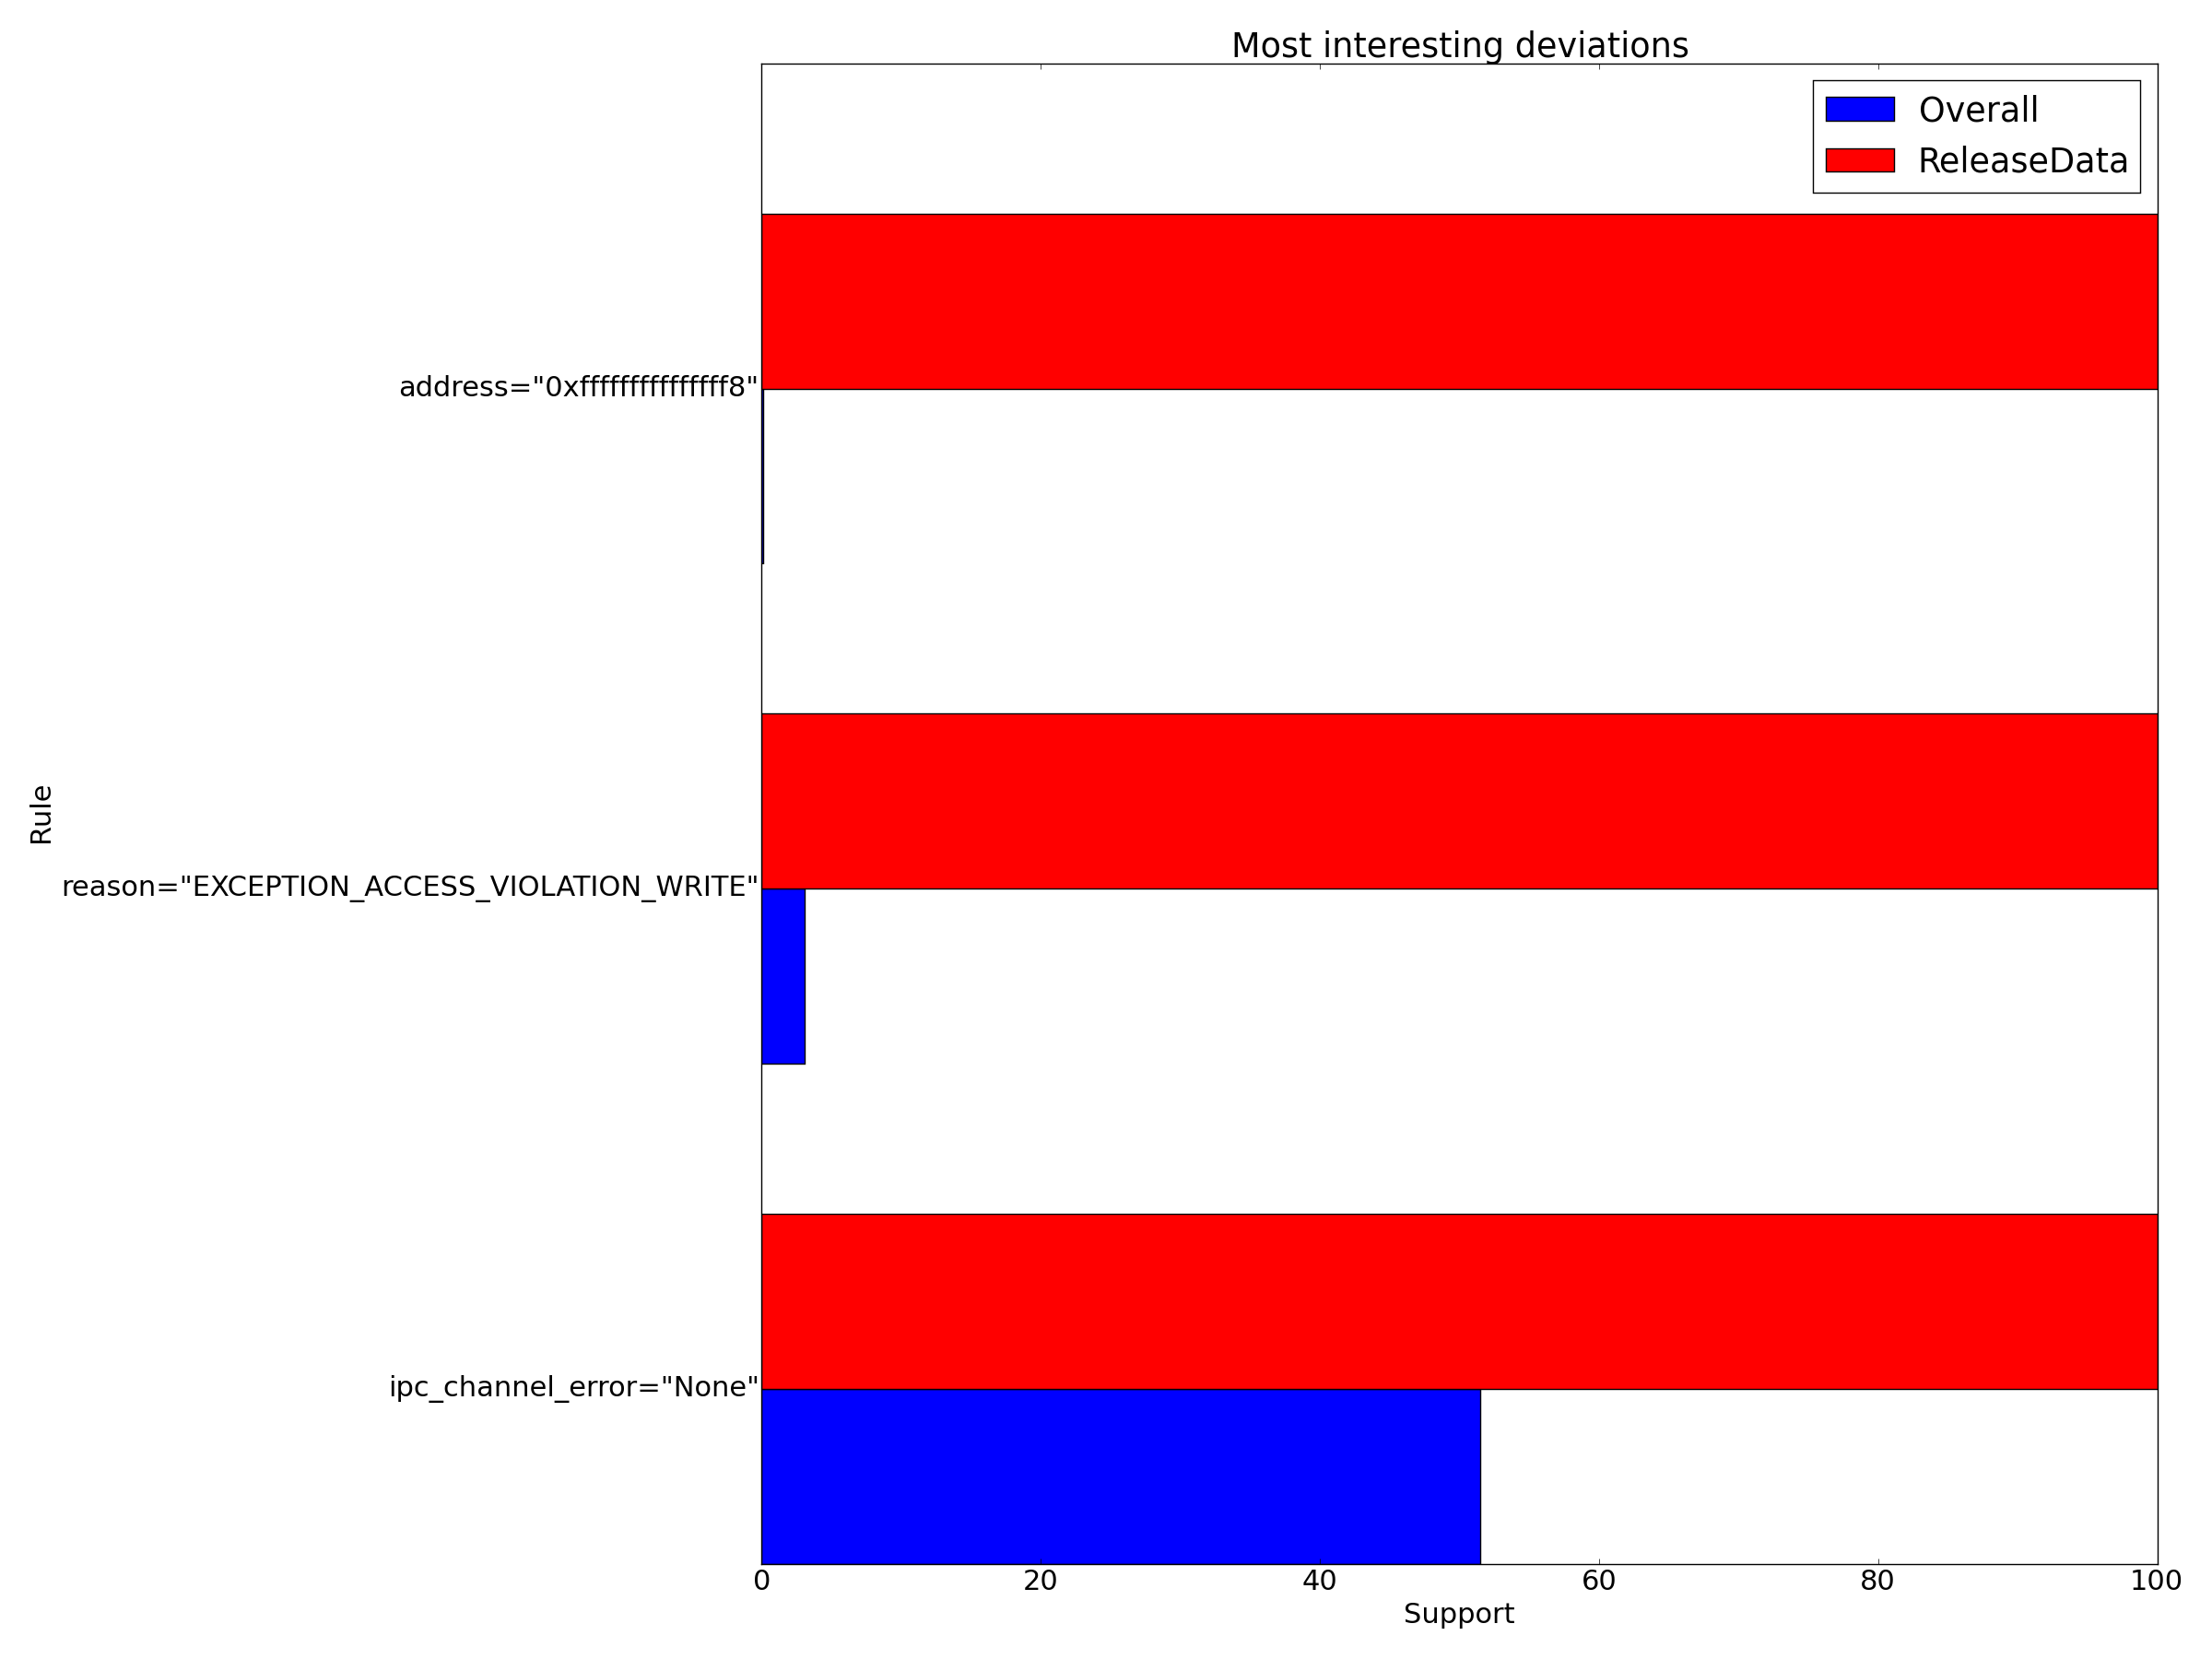 Most interesting deviations
Overall
ReleaseData
address="0xfffffffffffffff8"
Rule
reason="EXCEPTION_ACCESS_VIOLATION_WRITE"
ipc_channel_error="None"
0 20 40 60 80 100
Support